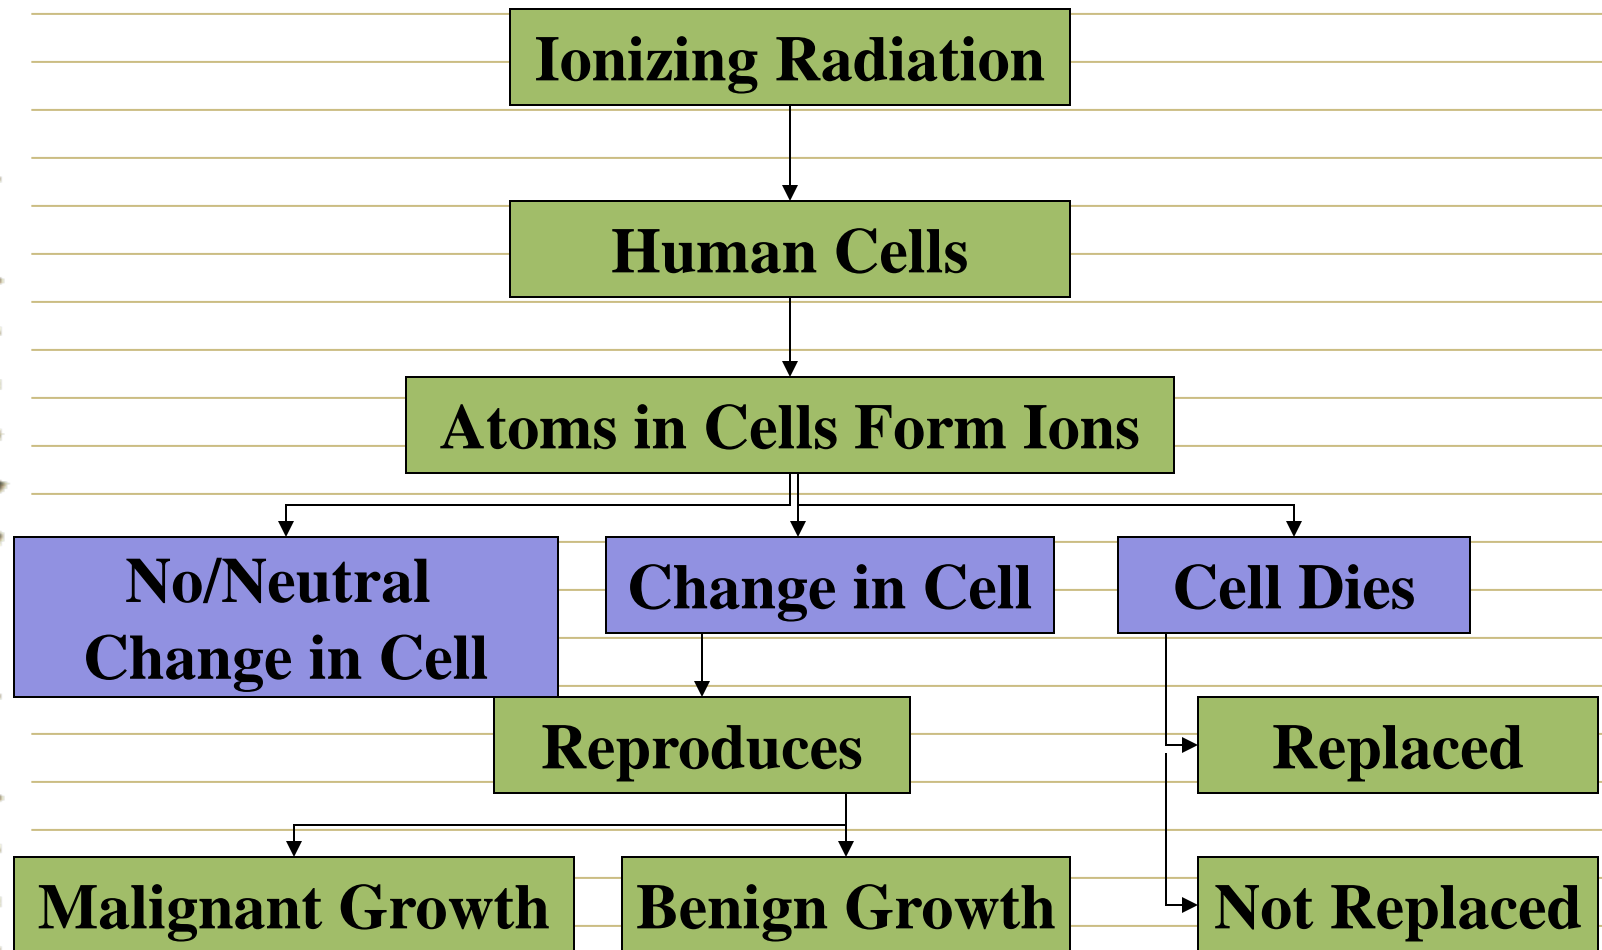 Ionizing Radiation
Human Cells
Atoms in Cells Form Ions
No/Neutral
Change in Cell
Change in Cell
Cell Dies
Reproduces
Replaced
Malignant Growth
Benign Growth
Not Replaced